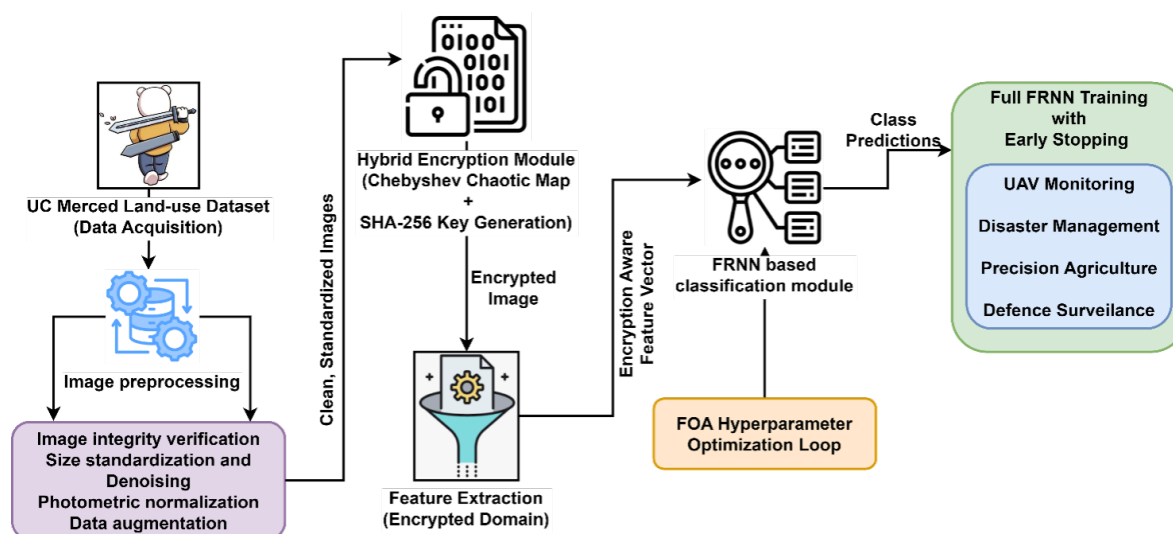 UC Merced Land-use Dataset
(Data Acquisition)
Image preprocessing
Image integrity verification
Size standardization and
Denoising
Photometric normalization
Data augmentation
Clean, Standardized Images
0100
0101
100
0101
Hybrid Encryption Module
(Chebyshev Chaotic Map
+
SHA-256 Key Generation)
Encrypted
Image
Feature Extraction
(Encrypted Domain)
Encryption Aware
Feature Vector
FRNN based
classification module
FOA Hyperparameter
Optimization Loop
Class
Predictions
Full FRNN Training
with
Early Stopping
UAV Monitoring
Disaster Management
Precision Agriculture
Defence Surveilance